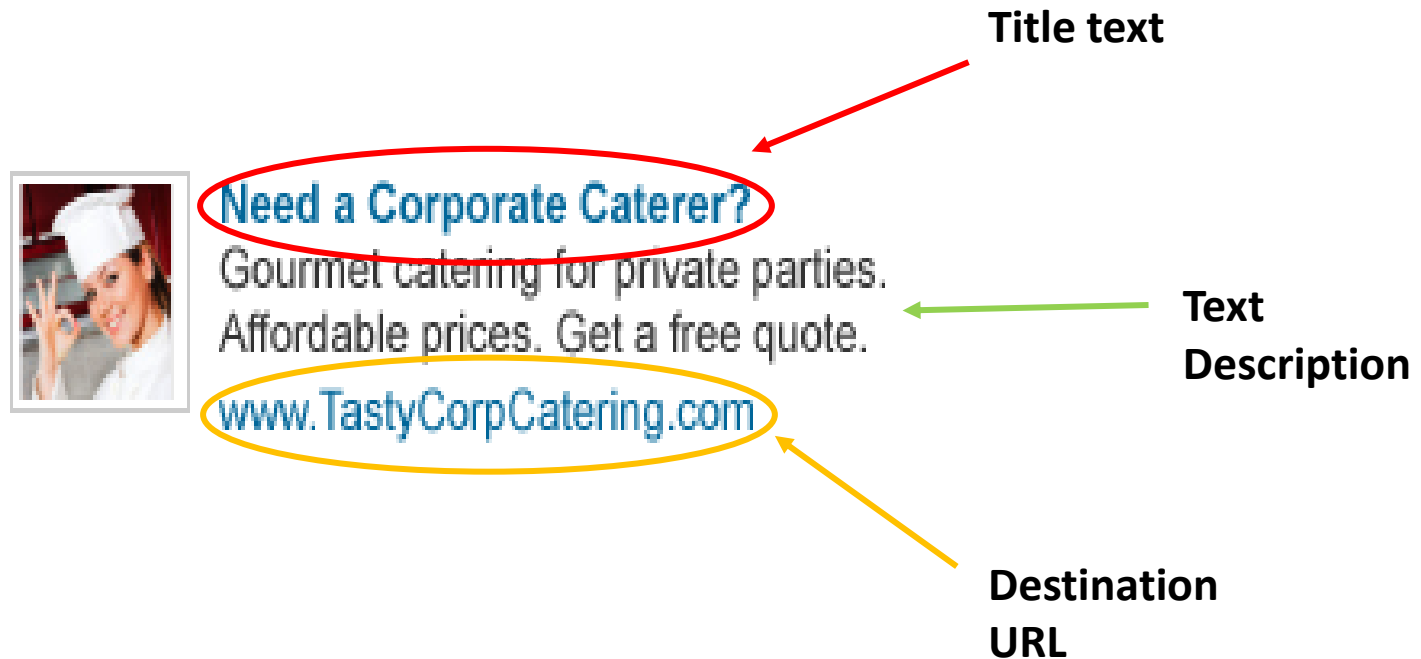 Title text
Need a Corporate Caterer?
Gourmet catering for private parties.
Affordable prices. Get a free quote.
www.TastyCorpCatering.com
Text
Description
Destination
URL